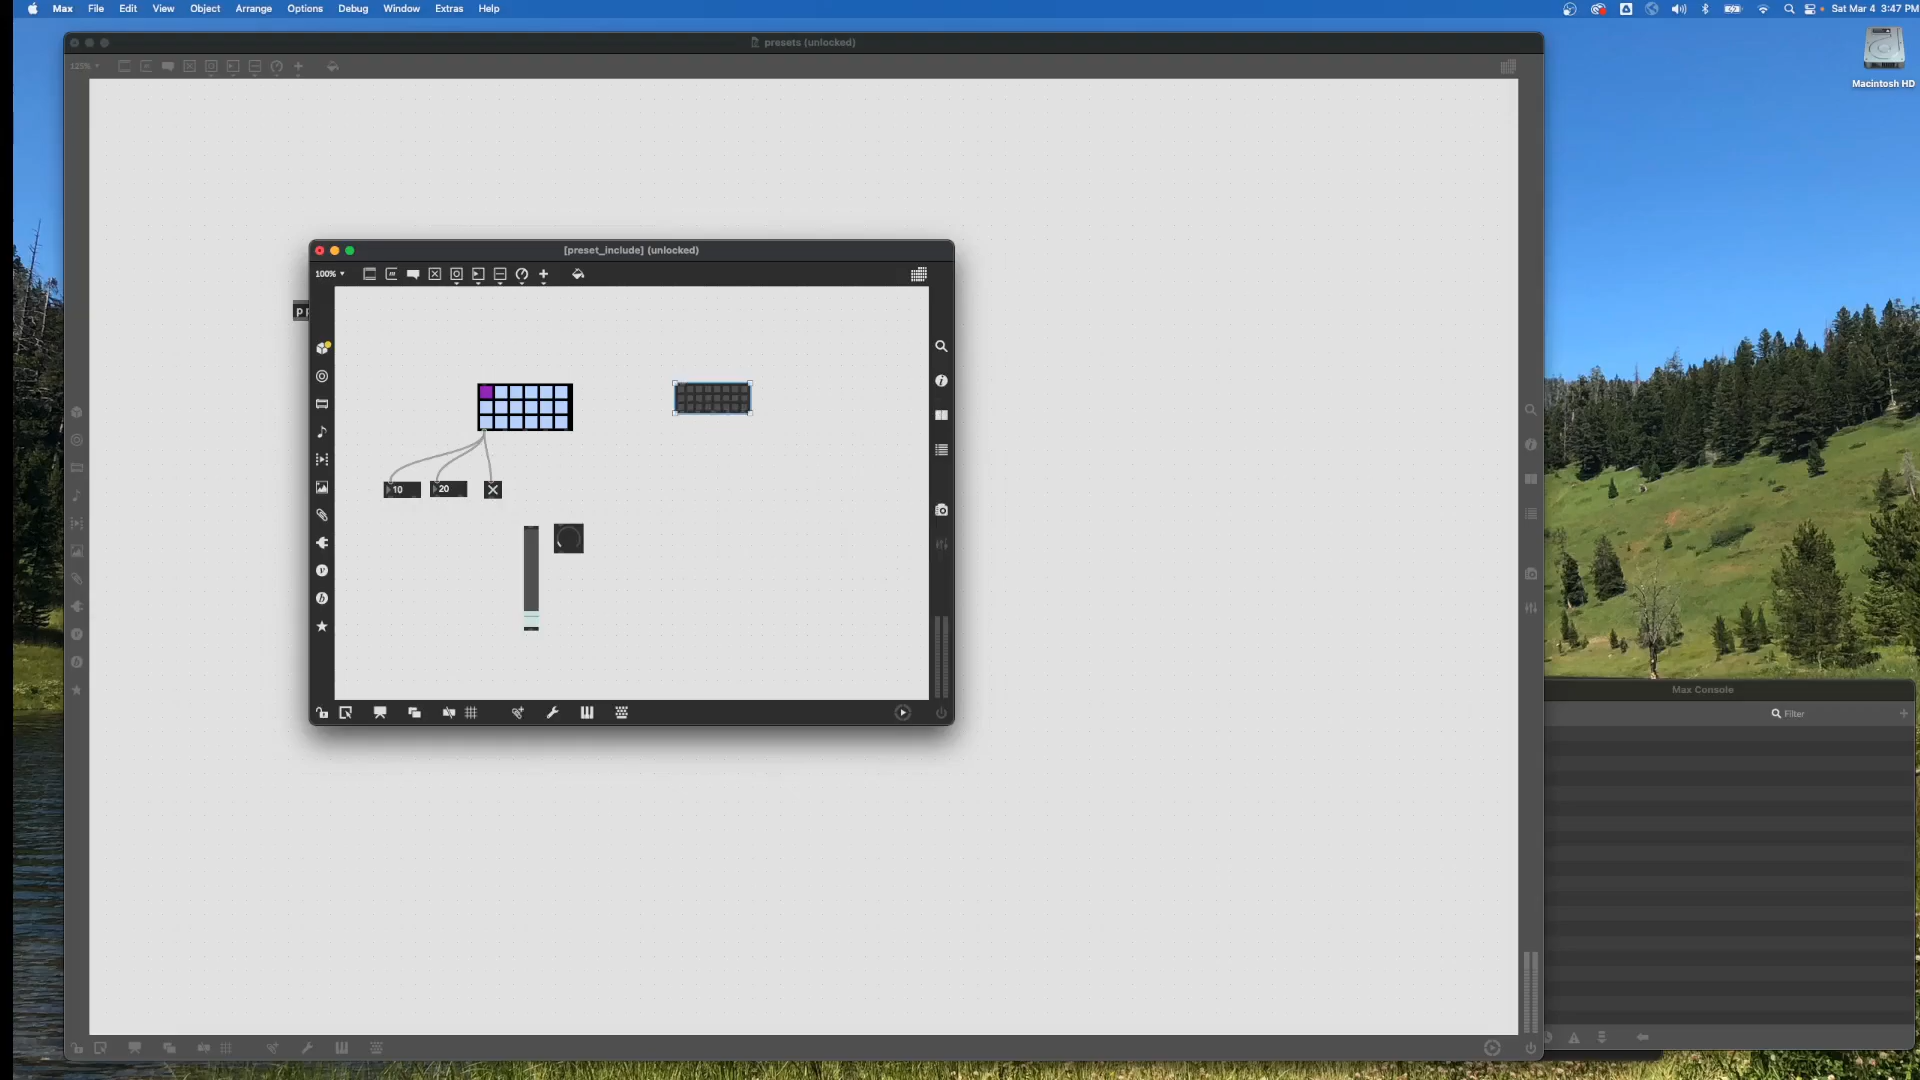 Max File Edit View Object Arrange Options Debug Window Extras Help
Sat Mar 4 3:47 PM
presets (unlocked)
125%
Macintosh HD
[preset_include] (unlocked)
100%
p
10
20
Max Console
Filter